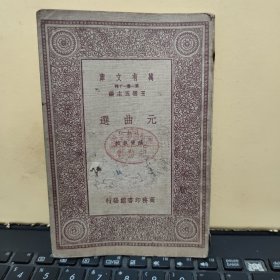 萬有文庫
第一集一千種
王雲五主編
元曲選
商務印書館發行